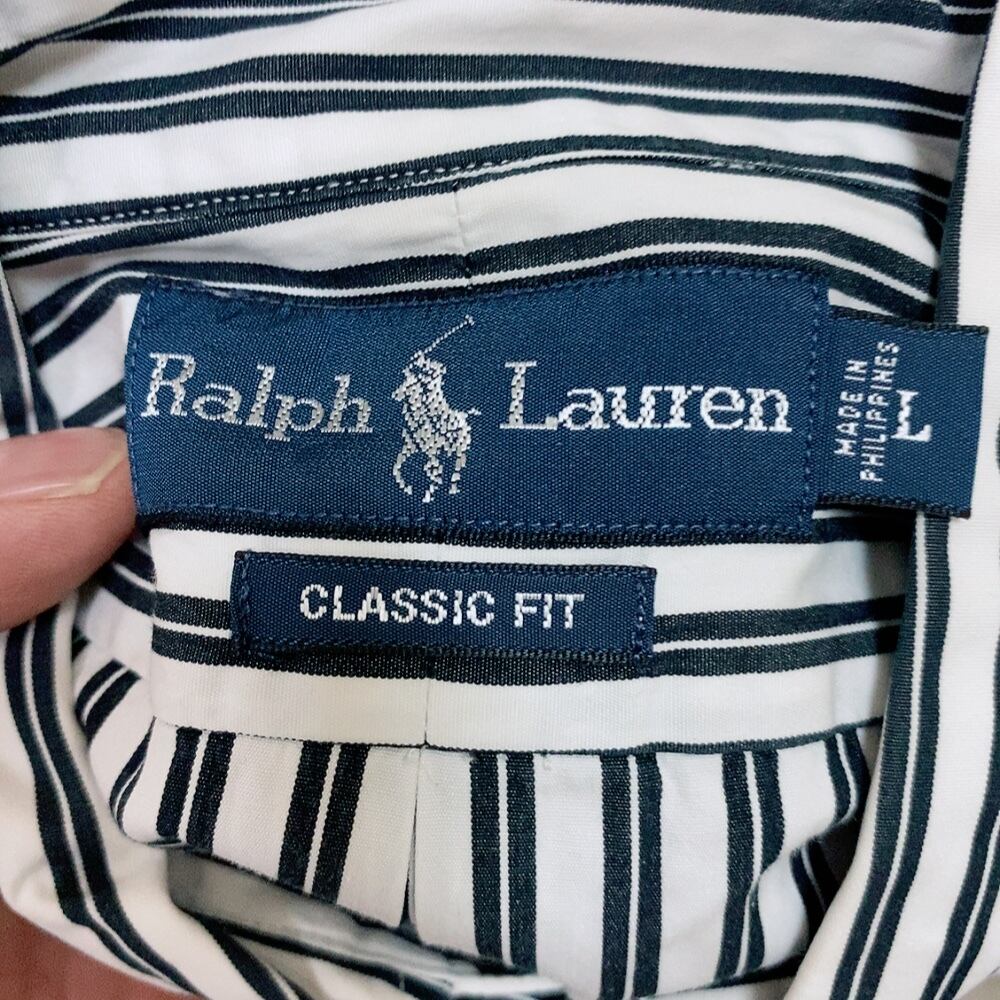 Ralph Lauren
MADE IN
PHILIPPINES
L
CLASSIC FIT